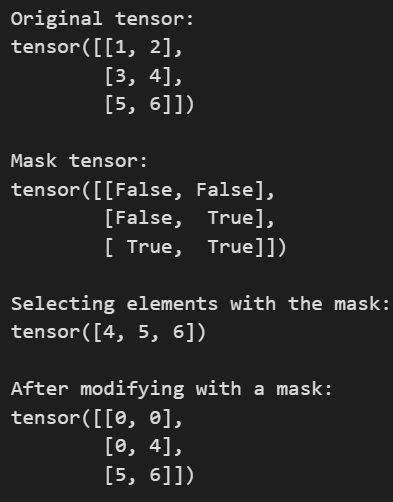 Original tensor:
tensor([[1, 2],
        [3, 4],
        [5, 6]])

Mask tensor:
tensor([[False, False],
        [False,  True],
        [ True,  True]])

Selecting elements with the mask:
tensor([4, 5, 6])

After modifying with a mask:
tensor([[0, 0],
        [0, 4],
        [5, 6]])